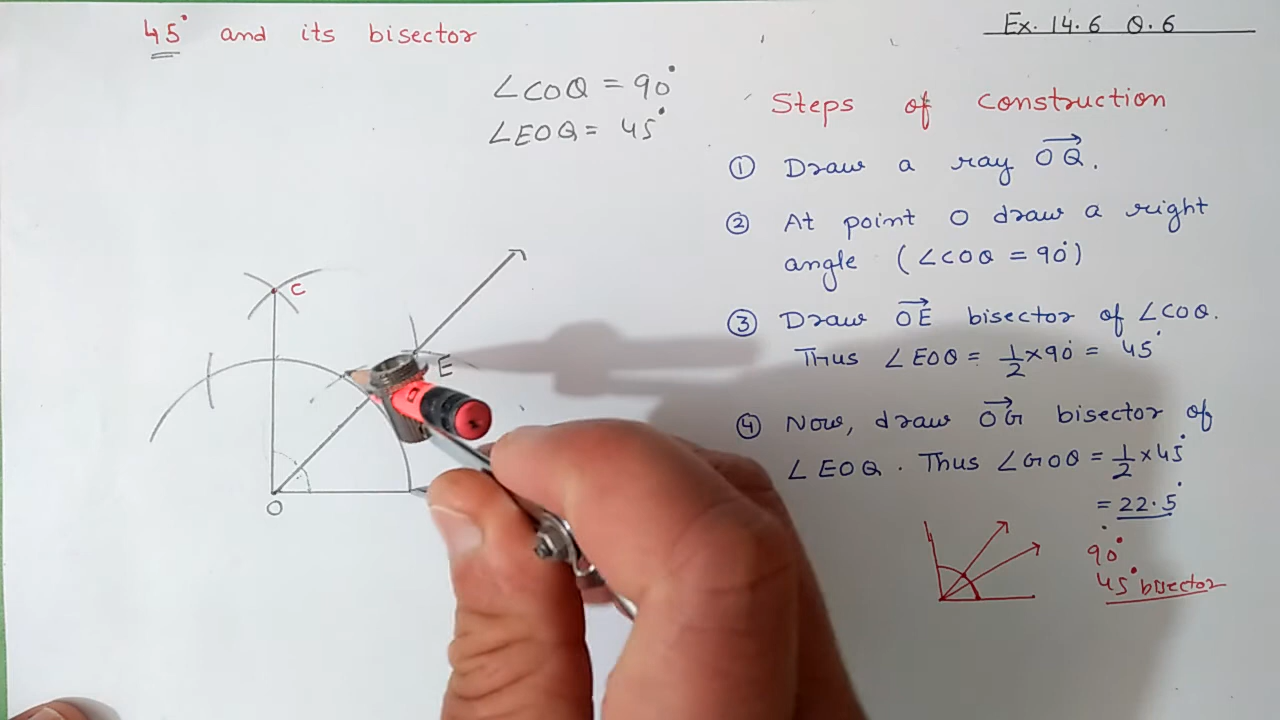 45° and its bisector
Ex. 14.6 Q.6
∠COQ = 90°
∠EOQ = 45°
Steps of construction
① Draw a ray OQ→.
② At point O draw a right
angle (∠COQ = 90°)
③ Draw OE→ bisector of ∠COQ.
Thus ∠EOQ = 1/2 × 90° = 45°
④ Now, draw OG→ bisector of
∠EOQ. Thus ∠GOQ = 1/2 × 45°
= 22.5°
90°
45° bisector
C
E
O